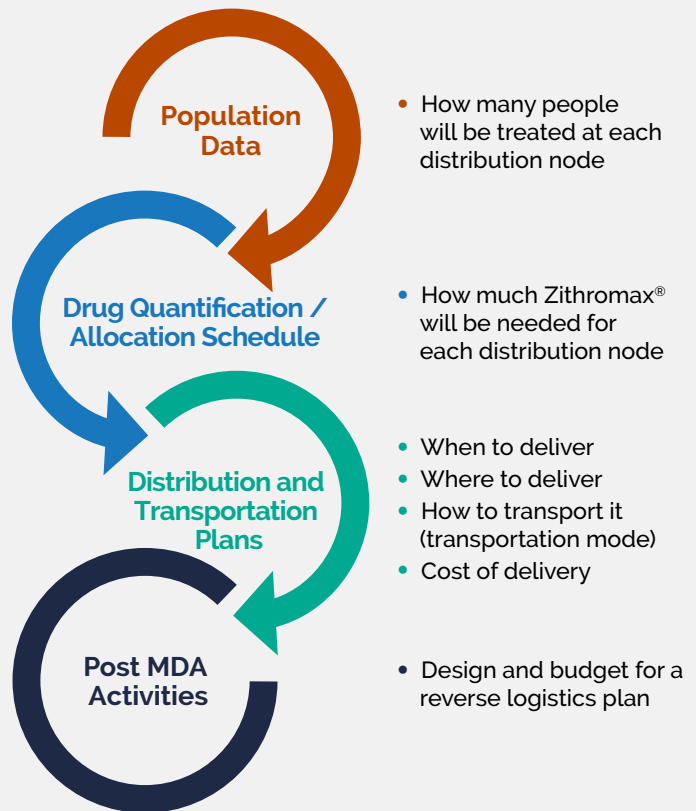 Population
Data
• How many people
will be treated at each
distribution node
Drug Quantification /
Allocation Schedule
• How much Zithromax®
will be needed for
each distribution node
Distribution and
Transportation
Plans
• When to deliver
• Where to deliver
• How to transport it
(transportation mode)
• Cost of delivery
Post MDA
Activities
• Design and budget for a
reverse logistics plan